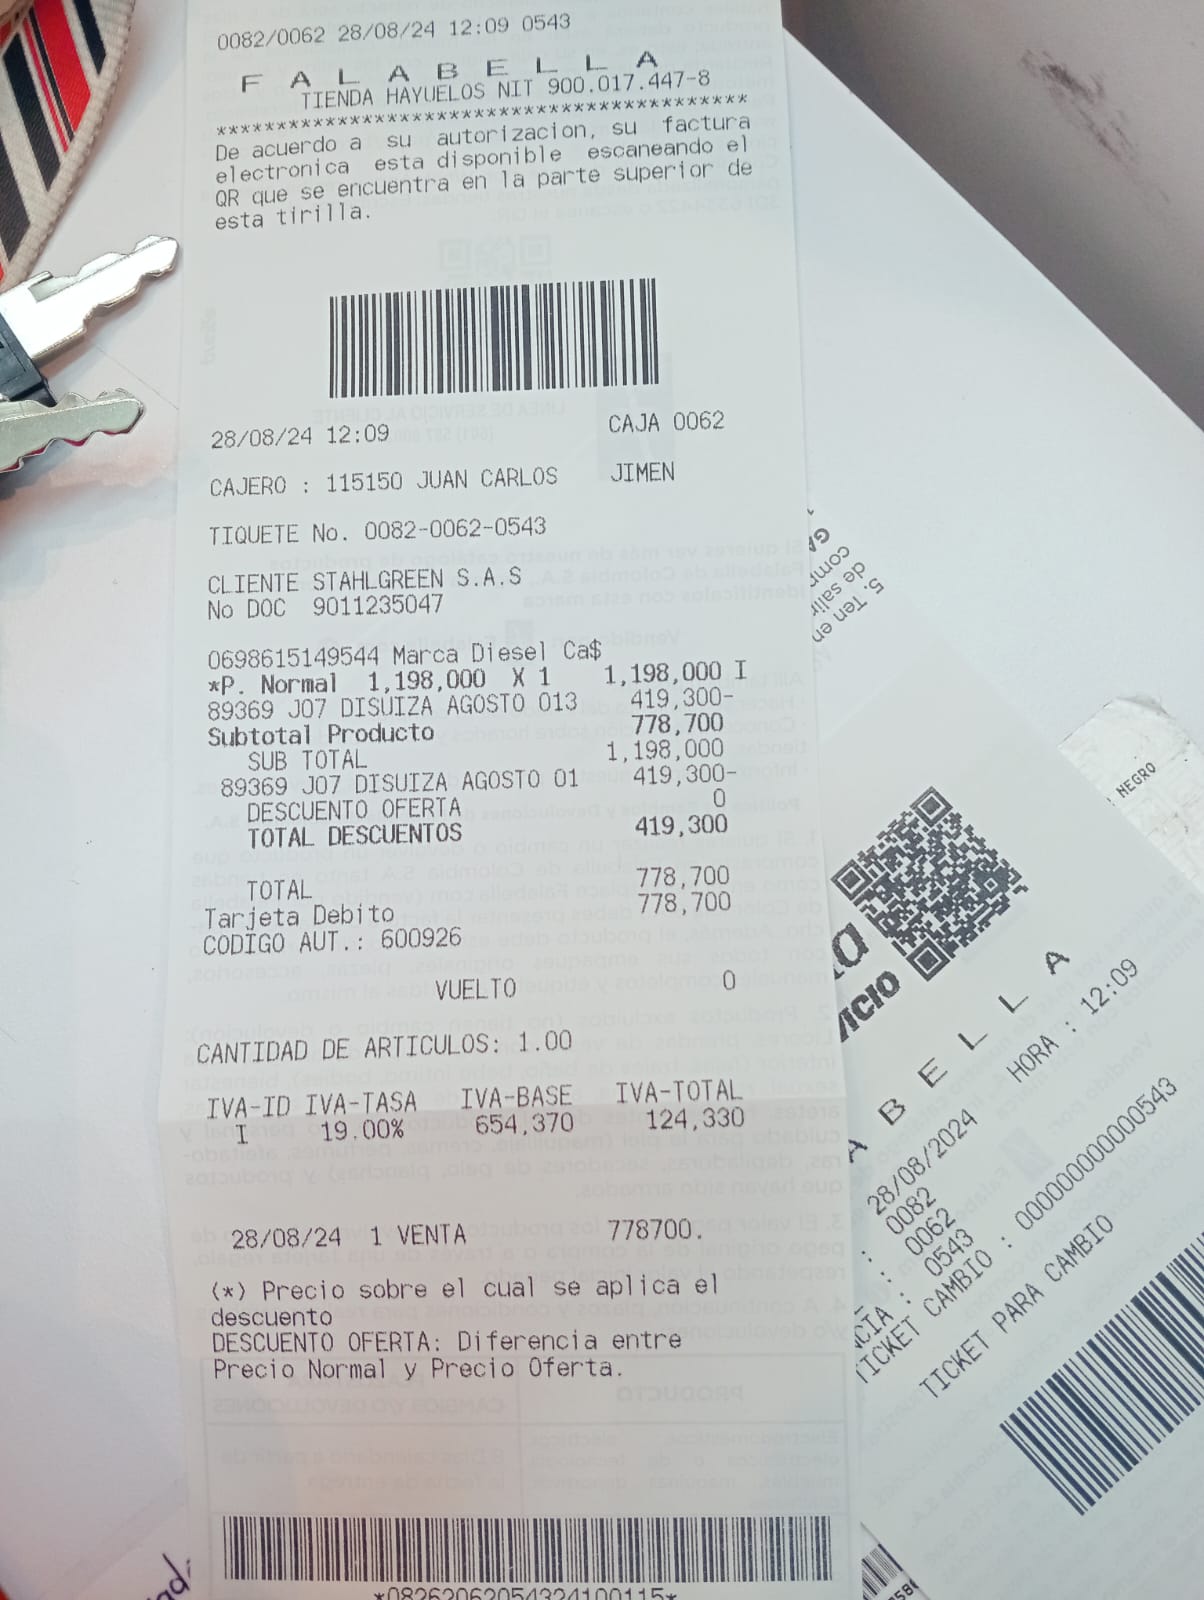 0082/0062 28/08/24 12:09 0543
F A L A B E L L A
TIENDA HAYUELOS NIT 900.017.447-8
********************************************
De acuerdo a su autorizacion, su factura
electronica esta disponible escaneando el
QR que se encuentra en la parte superior de
esta tirilla.
28/08/24 12:09 CAJA 0062
CAJERO : 115150 JUAN CARLOS JIMEN
TIQUETE No. 0082-0062-0543
CLIENTE STAHLGREEN S.A.S
No DOC 9011235047
0698615149544 Marca Diesel Ca$
*P. Normal 1,198,000 X 1 1,198,000 I
89369 J07 DISUIZA AGOSTO 013 419,300-
Subtotal Producto 778,700
SUB TOTAL 1,198,000
89369 J07 DISUIZA AGOSTO 01 419,300-
DESCUENTO OFERTA 0
TOTAL DESCUENTOS 419,300
TOTAL 778,700
Tarjeta Debito 778,700
CODIGO AUT.: 600926
VUELTO 0
CANTIDAD DE ARTICULOS: 1.00
IVA-ID IVA-TASA IVA-BASE IVA-TOTAL
I 19.00% 654,370 124,330
28/08/24 1 VENTA 778700.
(*) Precio sobre el cual se aplica el
descuento
DESCUENTO OFERTA: Diferencia entre
Precio Normal y Precio Oferta.
*08262062054324100115*
5. Ten en
de salir
NEGRO
A B E L L A
28/08/2024 HORA : 12:09
: 0082
: 0062
: 0543
TICKET CAMBIO : 000000000000543
TICKET PARA CAMBIO